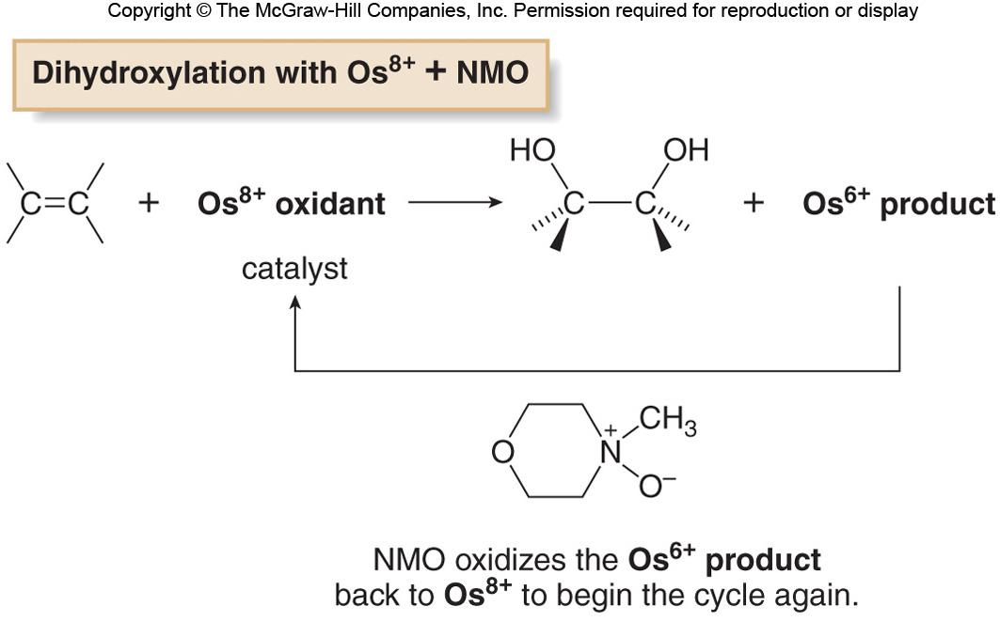 Copyright © The McGraw-Hill Companies, Inc. Permission required for reproduction or display
Dihydroxylation with Os⁸⁺ + NMO
HO OH
C=C + Os⁸⁺ oxidant C—C + Os⁶⁺ product
catalyst
CH₃
+
O N
O⁻
NMO oxidizes the Os⁶⁺ product
back to Os⁸⁺ to begin the cycle again.